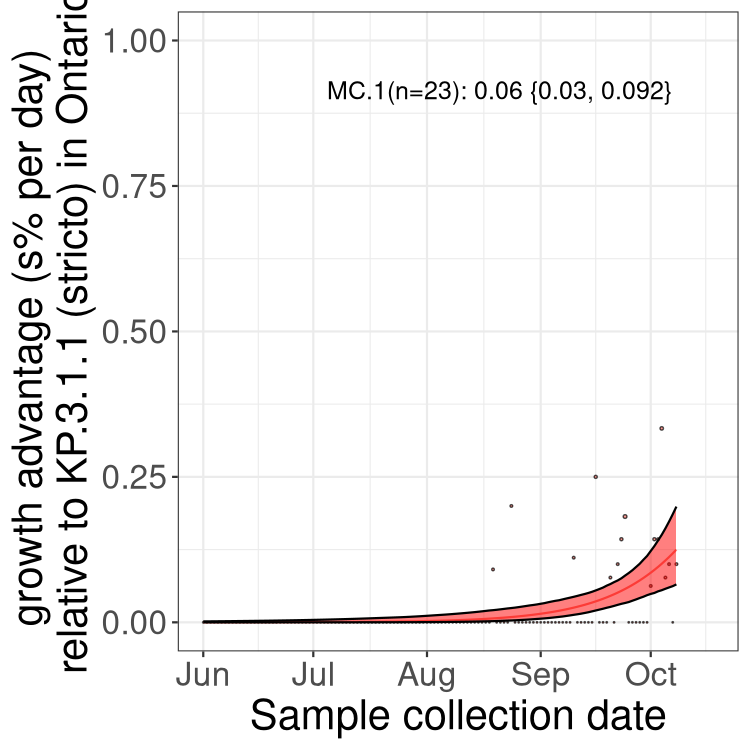 growth advantage (s% per day)
relative to KP.3.1.1 (stricto) in Ontario
1.00
0.75
0.50
0.25
0.00
MC.1(n=23): 0.06 {0.03, 0.092}
Jun Jul Aug Sep Oct
Sample collection date